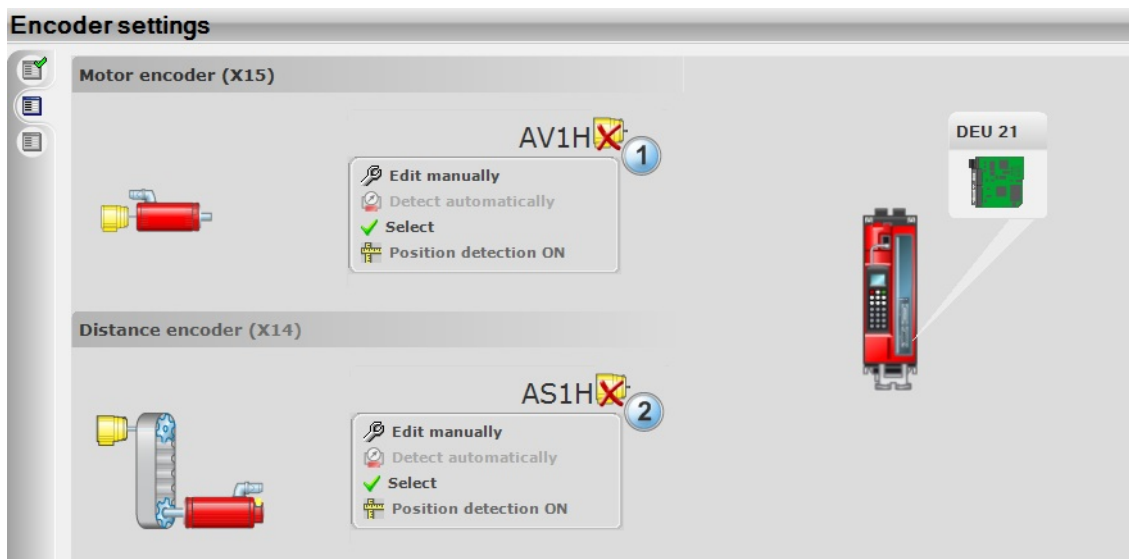 Encoder settings
Motor encoder (X15)
AV1H
1
Edit manually
Detect automatically
Select
Position detection ON
DEU 21
Distance encoder (X14)
AS1H
2
Edit manually
Detect automatically
Select
Position detection ON